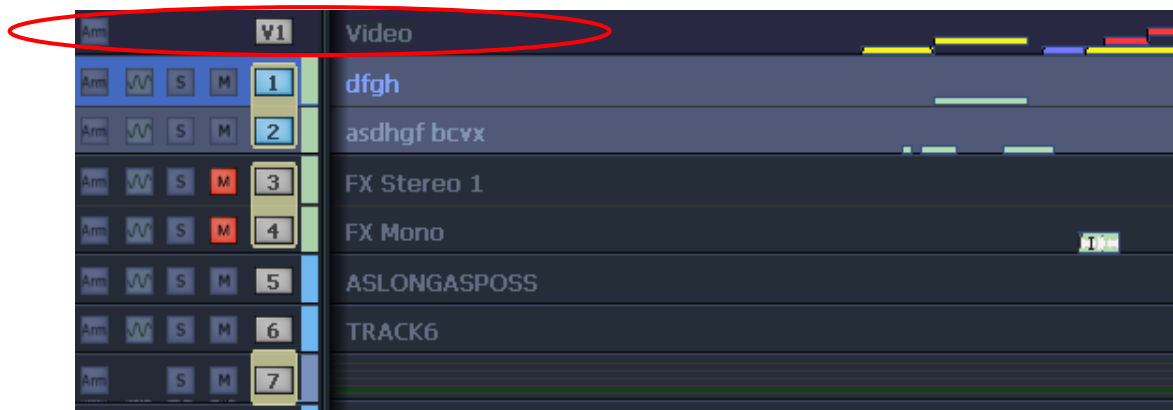 Arm V1 Video
Arm S M 1 dfgh
Arm S M 2 asdhgf bcvx
Arm S M 3 FX Stereo 1
Arm S M 4 FX Mono
Arm S M 5 ASLONGASPOSS
Arm S M 6 TRACK6
Arm S M 7